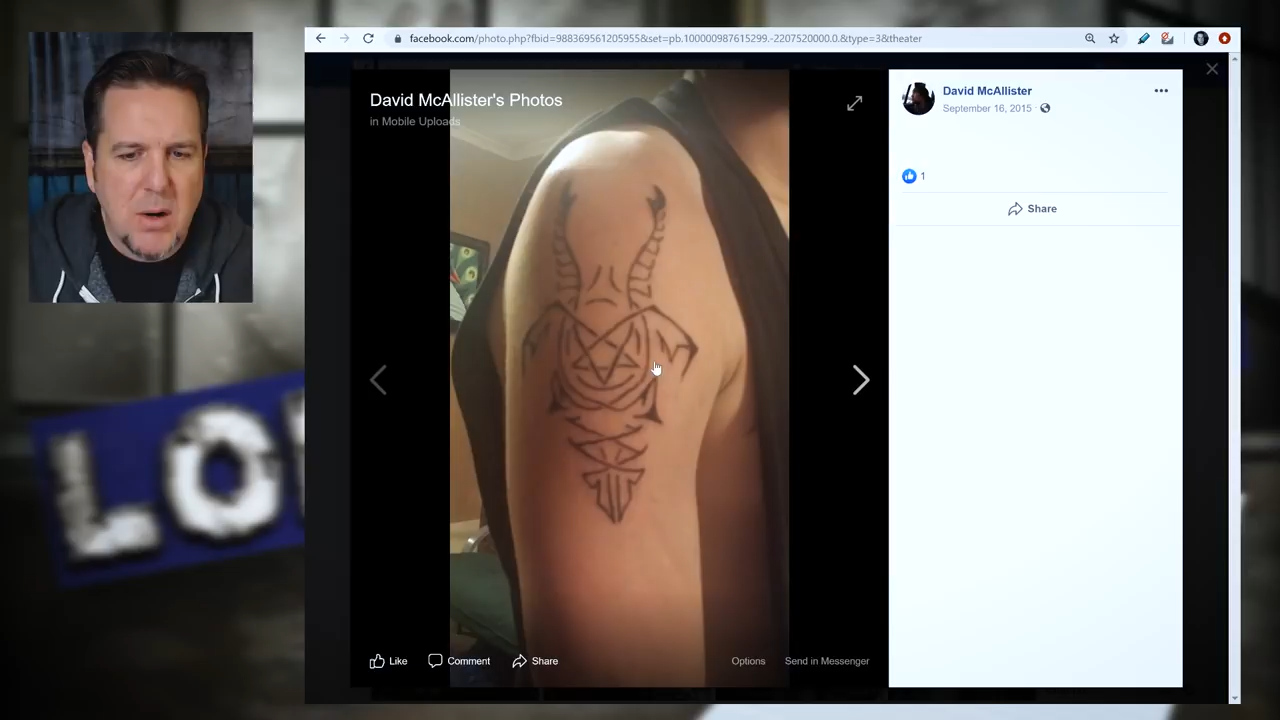 facebook.com/photo.php?fbid=988369561205955&set=pb.100000987615299.-2207520000.0.&type=3&theater
David McAllister's Photos
in Mobile Uploads
David McAllister
September 16, 2015 ·
1
Share
LO
Like Comment Share Options Send in Messenger